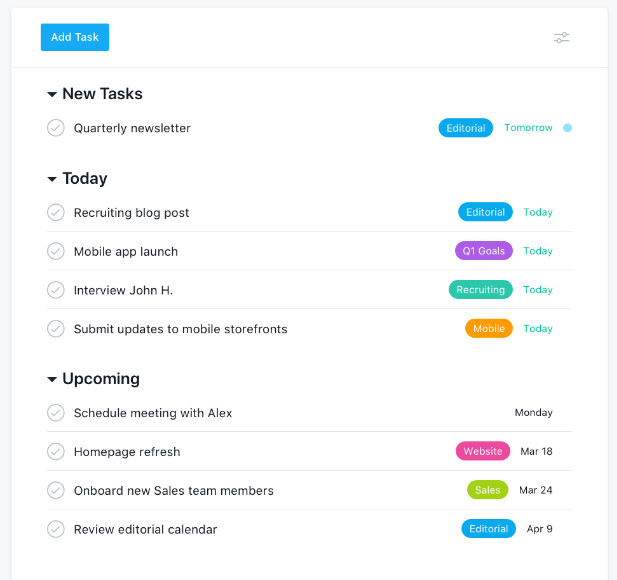 Add Task
New Tasks
Quarterly newsletter Editorial Tomorrow
Today
Recruiting blog post Editorial Today
Mobile app launch Q1 Goals Today
Interview John H. Recruiting Today
Submit updates to mobile storefronts Mobile Today
Upcoming
Schedule meeting with Alex Monday
Homepage refresh Website Mar 18
Onboard new Sales team members Sales Mar 24
Review editorial calendar Editorial Apr 9